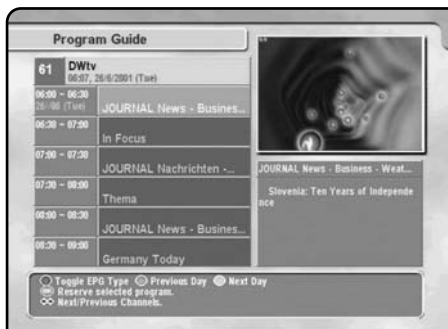 Program Guide
61 DWtv
06:07, 26/6/2001 (Tue)
06:00 ~ 06:30
26/06 (Tue)
JOURNAL News - Busines...
06:30 ~ 07:00
In Focus
07:00 ~ 07:30
JOURNAL Nachrichten -...
07:30 ~ 08:00
Thema
08:00 ~ 08:30
JOURNAL News - Busines...
08:30 ~ 09:00
Germany Today
JOURNAL News - Business - Weat...
Slovenia: Ten Years of Independe
nce
Toggle EPG Type Previous Day Next Day
Reserve selected program.
Next/Previous Channels.